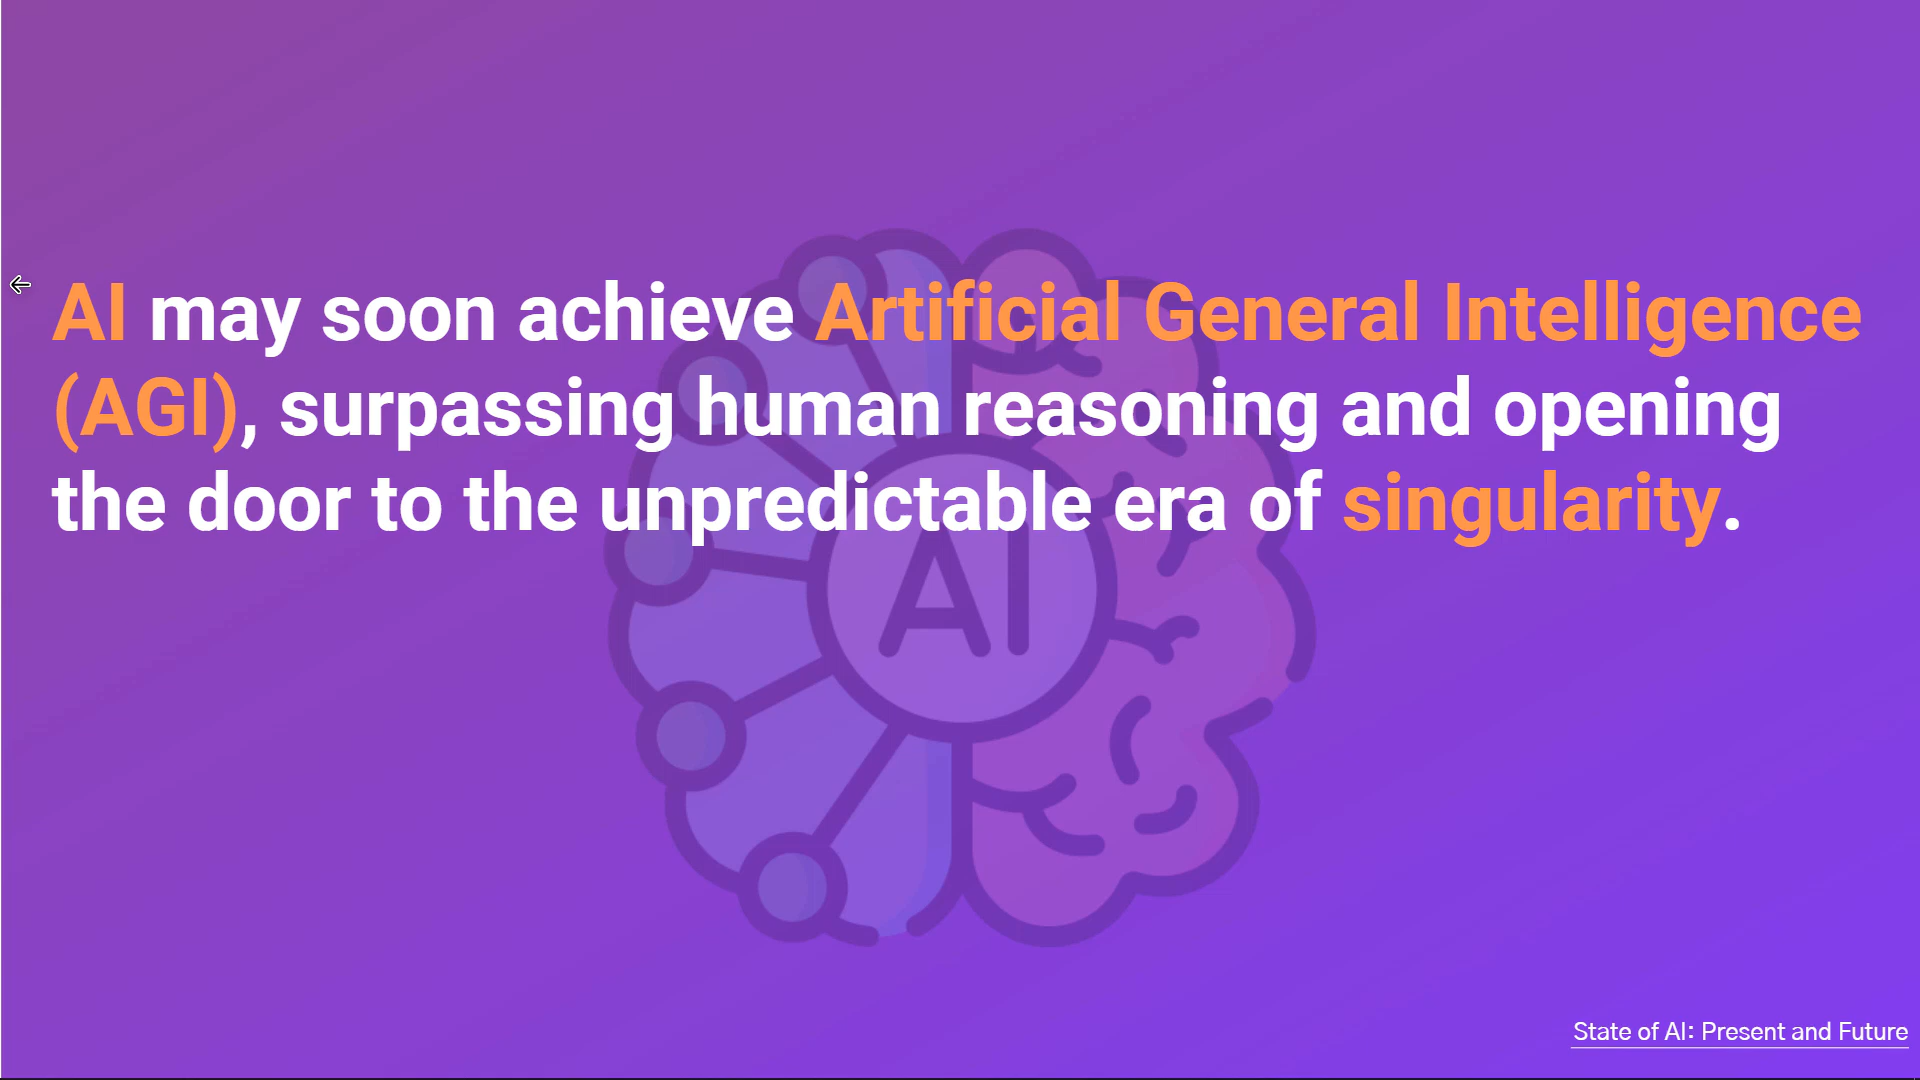 AI may soon achieve Artificial General Intelligence
(AGI), surpassing human reasoning and opening
the door to the unpredictable era of singularity.
AI
State of AI: Present and Future